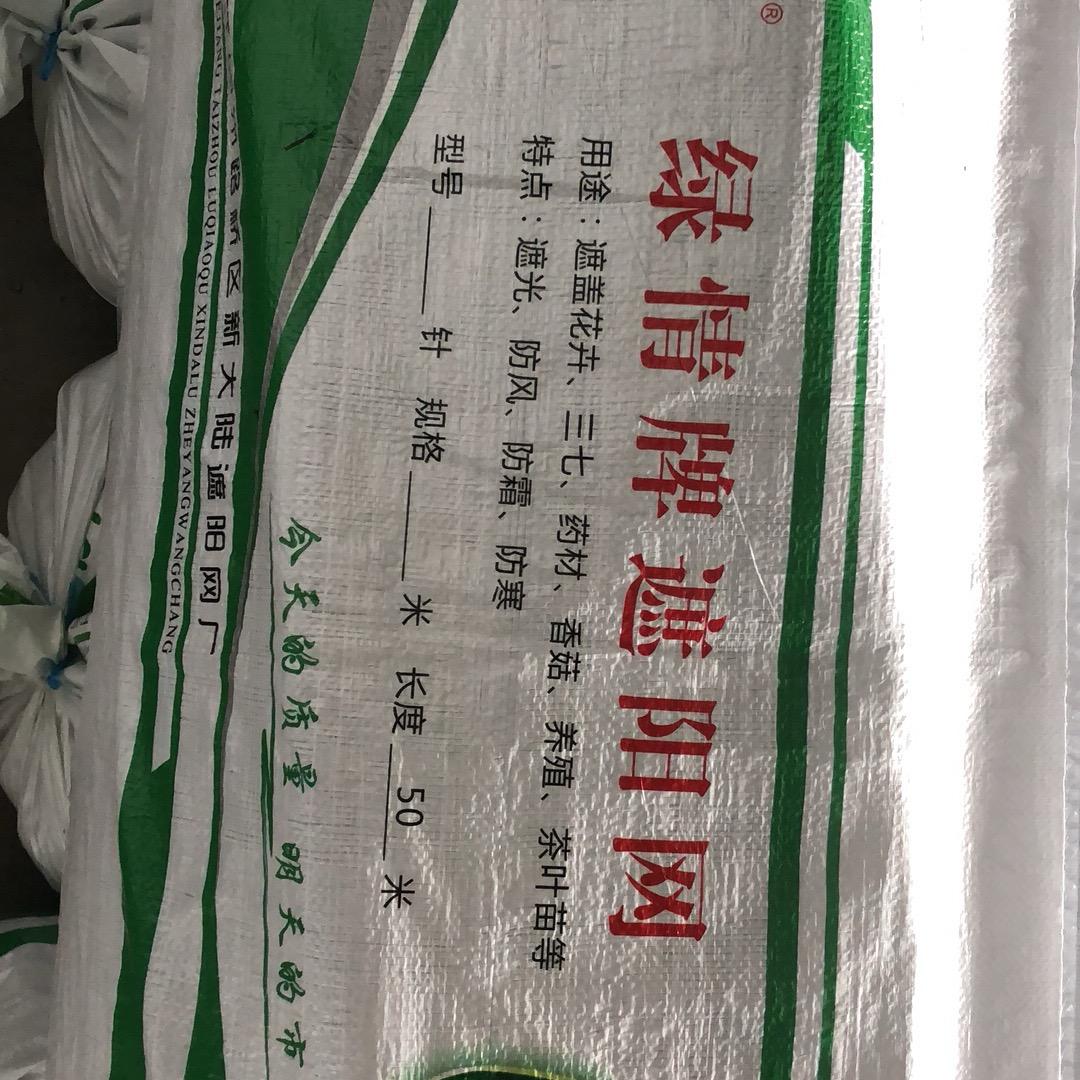 ®
绿情牌遮阳网
用途：遮盖花卉、三七、药材、香菇、养殖、茶叶苗等
特点：遮光、防风、防霜、防寒
型号 针 规格 米 长度 50 米
今天的质量 明天的市
路桥区新大陆遮阳网厂
TAIZHOU LUQIAOQU XINDALU ZHEYANGWANGCHANG